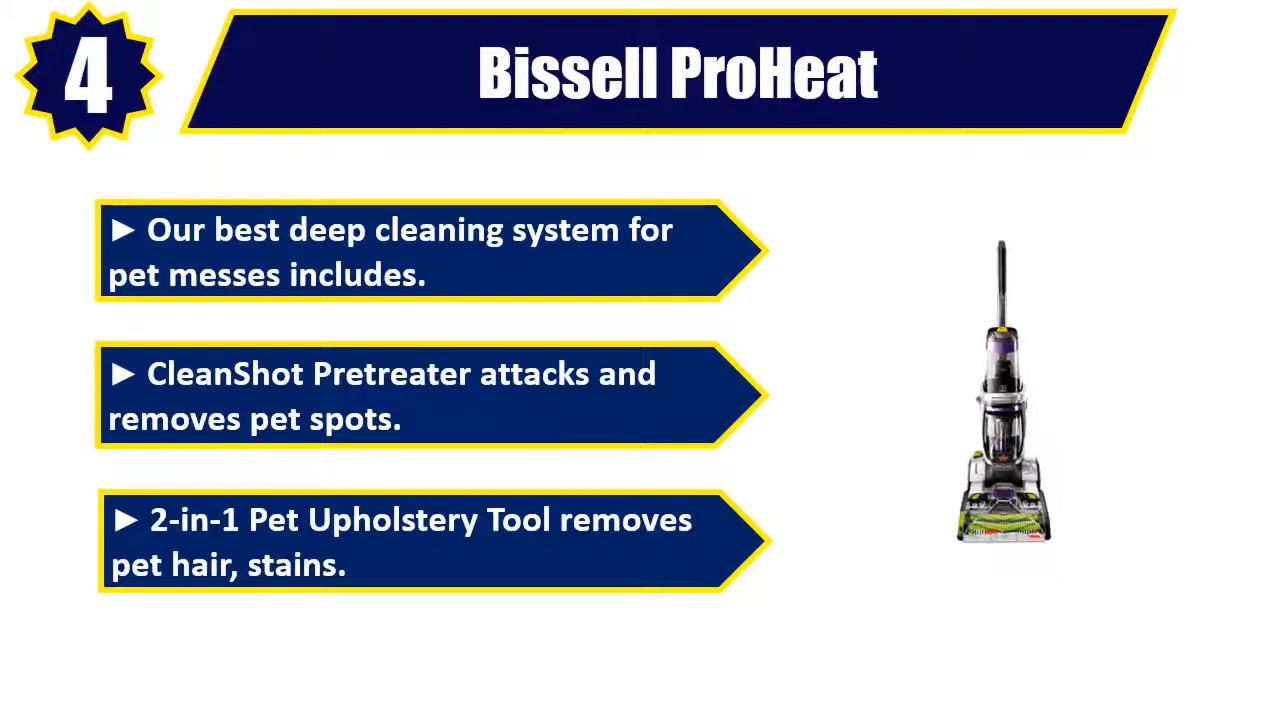 4
Bissell ProHeat
► Our best deep cleaning system for
pet messes includes.
► CleanShot Pretreater attacks and
removes pet spots.
► 2-in-1 Pet Upholstery Tool removes
pet hair, stains.